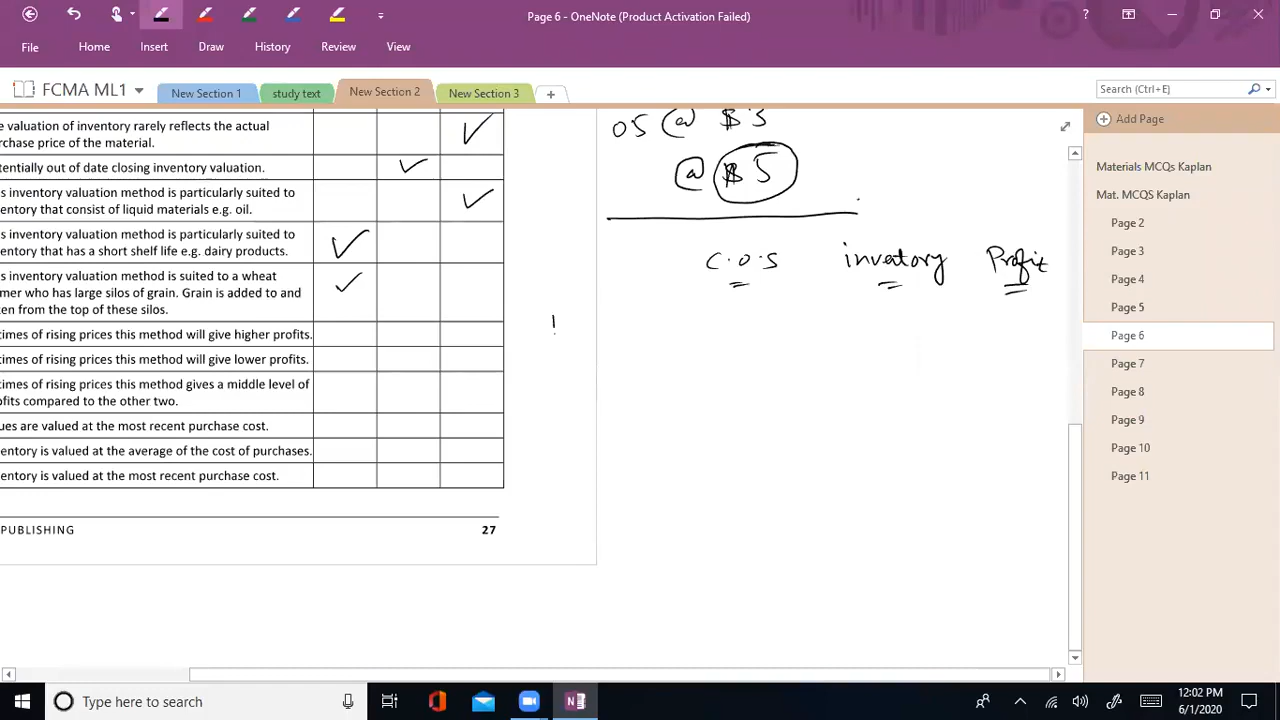 Page 6 - OneNote (Product Activation Failed)
?
File Home Insert Draw History Review View
FCMA ML1 New Section 1 study text New Section 2 New Section 3 + Search (Ctrl+E)
e valuation of inventory rarely reflects the actual
rchase price of the material.
tentially out of date closing inventory valuation.
is inventory valuation method is particularly suited to
entory that consist of liquid materials e.g. oil.
is inventory valuation method is particularly suited to
entory that has a short shelf life e.g. dairy products.
is inventory valuation method is suited to a wheat
mer who has large silos of grain. Grain is added to and
ken from the top of these silos.
times of rising prices this method will give higher profits.
times of rising prices this method will give lower profits.
times of rising prices this method gives a middle level of
ofits compared to the other two.
ues are valued at the most recent purchase cost.
entory is valued at the average of the cost of purchases.
entory is valued at the most recent purchase cost.
PUBLISHING 27
05 @ $5
@ $5
C.O.S inventory Profit
Add Page
Materials MCQs Kaplan
Mat. MCQS Kaplan
Page 2
Page 3
Page 4
Page 5
Page 6
Page 7
Page 8
Page 9
Page 10
Page 11
Type here to search
12:02 PM
6/1/2020